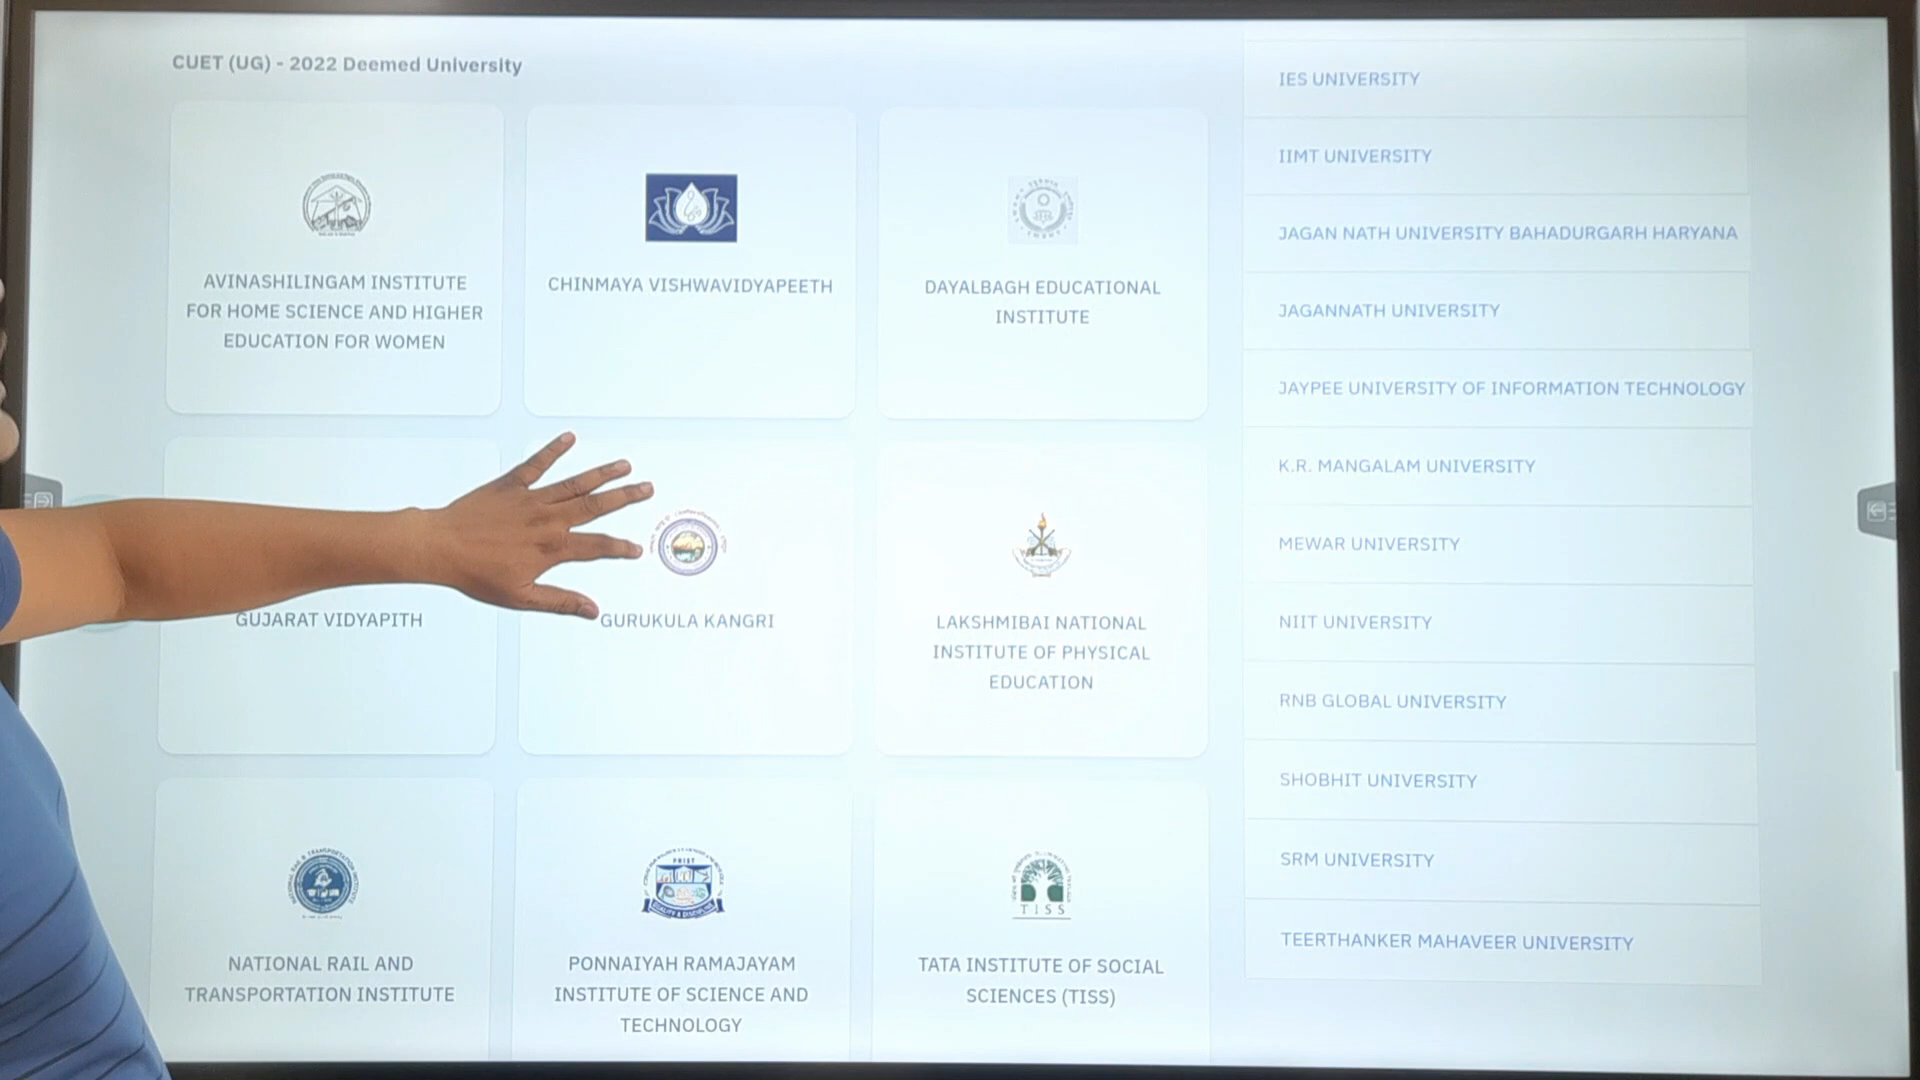 CUET (UG) - 2022 Deemed University
AVINASHILINGAM INSTITUTE
FOR HOME SCIENCE AND HIGHER
EDUCATION FOR WOMEN
CHINMAYA VISHWAVIDYAPEETH
DAYALBAGH EDUCATIONAL
INSTITUTE
GUJARAT VIDYAPITH
GURUKULA KANGRI
LAKSHMIBAI NATIONAL
INSTITUTE OF PHYSICAL
EDUCATION
NATIONAL RAIL AND
TRANSPORTATION INSTITUTE
PRIST
PONNAIYAH RAMAJAYAM
INSTITUTE OF SCIENCE AND
TECHNOLOGY
TISS
TATA INSTITUTE OF SOCIAL
SCIENCES (TISS)
IES UNIVERSITY
IIMT UNIVERSITY
JAGAN NATH UNIVERSITY BAHADURGARH HARYANA
JAGANNATH UNIVERSITY
JAYPEE UNIVERSITY OF INFORMATION TECHNOLOGY
K.R. MANGALAM UNIVERSITY
MEWAR UNIVERSITY
NIIT UNIVERSITY
RNB GLOBAL UNIVERSITY
SHOBHIT UNIVERSITY
SRM UNIVERSITY
TEERTHANKER MAHAVEER UNIVERSITY